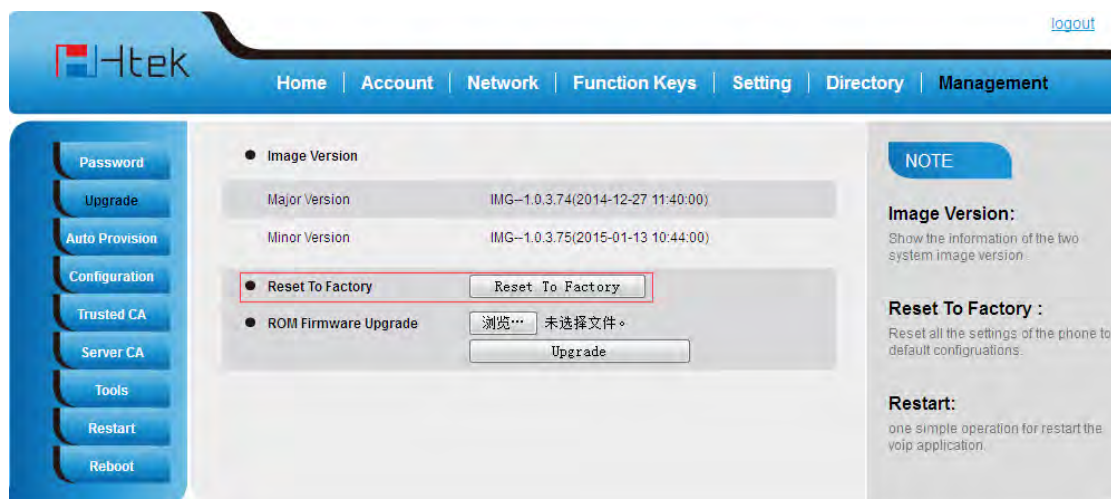 logout
Htek
Home | Account | Network | Function Keys | Setting | Directory | Management
Password
Upgrade
Auto Provision
Configuration
Trusted CA
Server CA
Tools
Restart
Reboot
Image Version
Major Version IMG--1.0.3.74(2014-12-27 11:40:00)
Minor Version IMG--1.0.3.75(2015-01-13 10:44:00)
Reset To Factory Reset To Factory
ROM Firmware Upgrade 浏览… 未选择文件。
Upgrade
NOTE
Image Version:
Show the information of the two
system image version
Reset To Factory :
Reset all the settings of the phone to
default configruations.
Restart:
one simple operation for restart the
voip application.